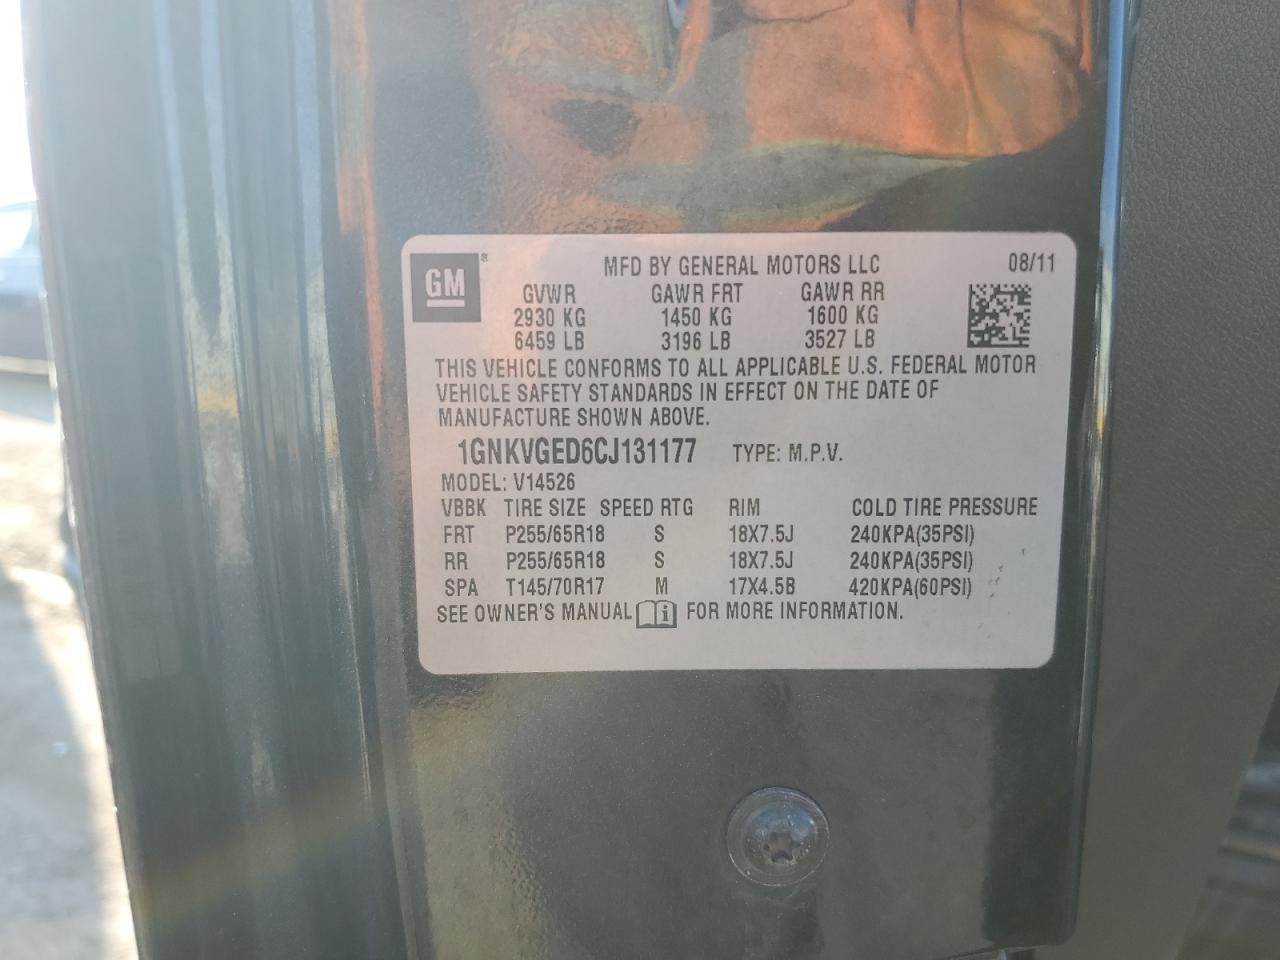 GM®
MFD BY GENERAL MOTORS LLC 08/11
GVWR GAWR FRT GAWR RR
2930 KG 1450 KG 1600 KG
6459 LB 3196 LB 3527 LB
THIS VEHICLE CONFORMS TO ALL APPLICABLE U.S. FEDERAL MOTOR
VEHICLE SAFETY STANDARDS IN EFFECT ON THE DATE OF
MANUFACTURE SHOWN ABOVE.
1GNKVGED6CJ131177 TYPE: M.P.V.
MODEL: V14526
VBBK TIRE SIZE SPEED RTG RIM COLD TIRE PRESSURE
FRT P255/65R18 S 18X7.5J 240KPA(35PSI)
RR P255/65R18 S 18X7.5J 240KPA(35PSI)
SPA T145/70R17 M 17X4.5B 420KPA(60PSI)
SEE OWNER'S MANUAL i FOR MORE INFORMATION.